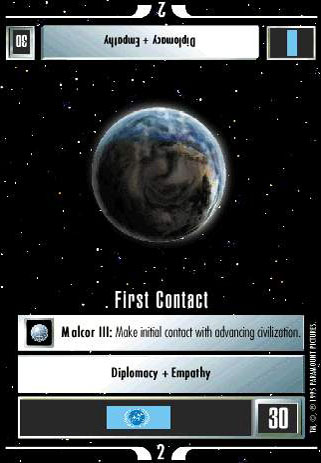 2
Diplomacy + Empathy
30
First Contact
Malcor III: Make initial contact with advancing civilization.
Diplomacy + Empathy
30
2
TM, ©, ® 1995 PARAMOUNT PICTURES.